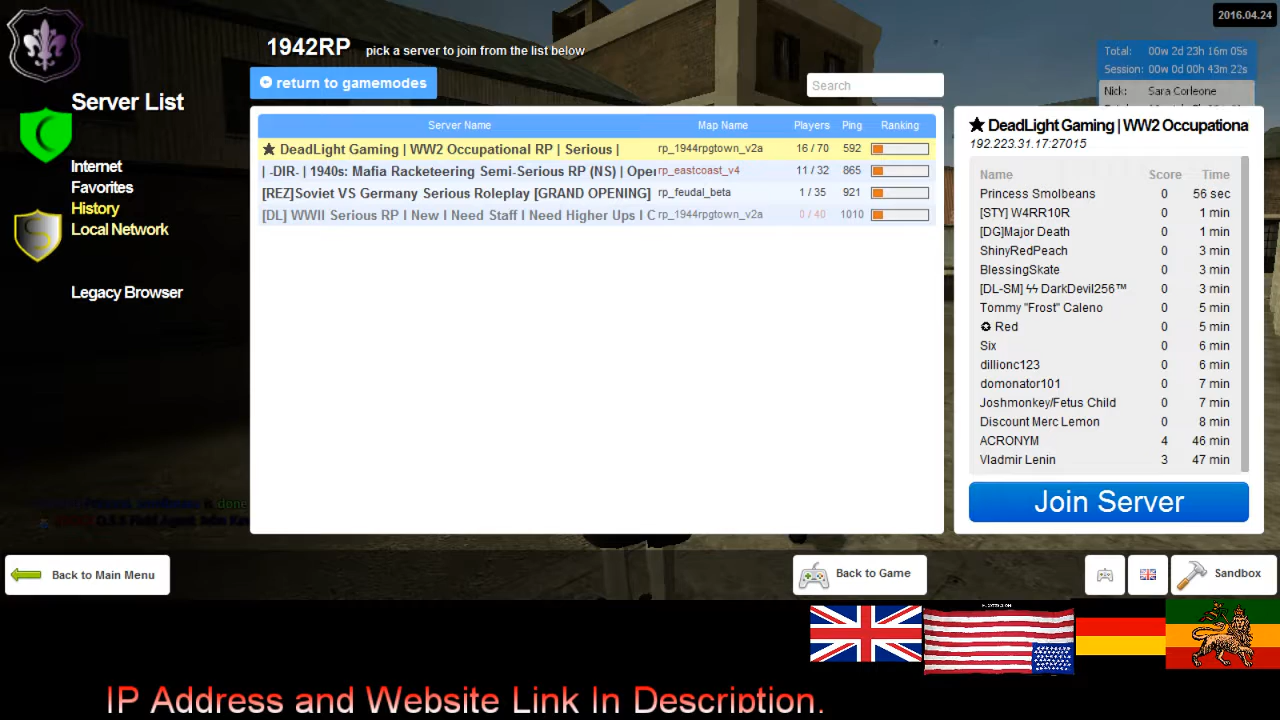 2016.04.24
1942RP pick a server to join from the list below
Total: 00w 2d 23h 16m 05s
Session: 00w 0d 00h 43m 22s
Nick: Sara Corleone
return to gamemodes
Search
Server List
Internet
Favorites
History
Local Network
Legacy Browser
Server Name Map Name Players Ping Ranking
★ DeadLight Gaming | WW2 Occupational RP | Serious | rp_1944rpgtown_v2a 16 / 70 592
| -DIR- | 1940s: Mafia Racketeering Semi-Serious RP (NS) | Oper rp_eastcoast_v4 11 / 32 865
[REZ]Soviet VS Germany Serious Roleplay [GRAND OPENING] rp_feudal_beta 1 / 35 921
[DL] WWII Serious RP I New I Need Staff I Need Higher Ups I C rp_1944rpgtown_v2a 0 / 40 1010
★ DeadLight Gaming | WW2 Occupationa
192.223.31.17:27015
Name Score Time
Princess Smolbeans 0 56 sec
[STY] W4RR10R 0 1 min
[DG]Major Death 0 1 min
ShinyRedPeach 0 3 min
BlessingSkate 0 3 min
[DL-SM] ϟϟ DarkDevil256™ 0 3 min
Tommy "Frost" Caleno 0 5 min
✪ Red 0 5 min
Six 0 6 min
dillionc123 0 6 min
domonator101 0 7 min
Joshmonkey/Fetus Child 0 7 min
Discount Merc Lemon 0 8 min
ACRONYM 4 46 min
Vladmir Lenin 3 47 min
Join Server
Back to Main Menu
Back to Game
Sandbox
IP Address and Website Link In Description.